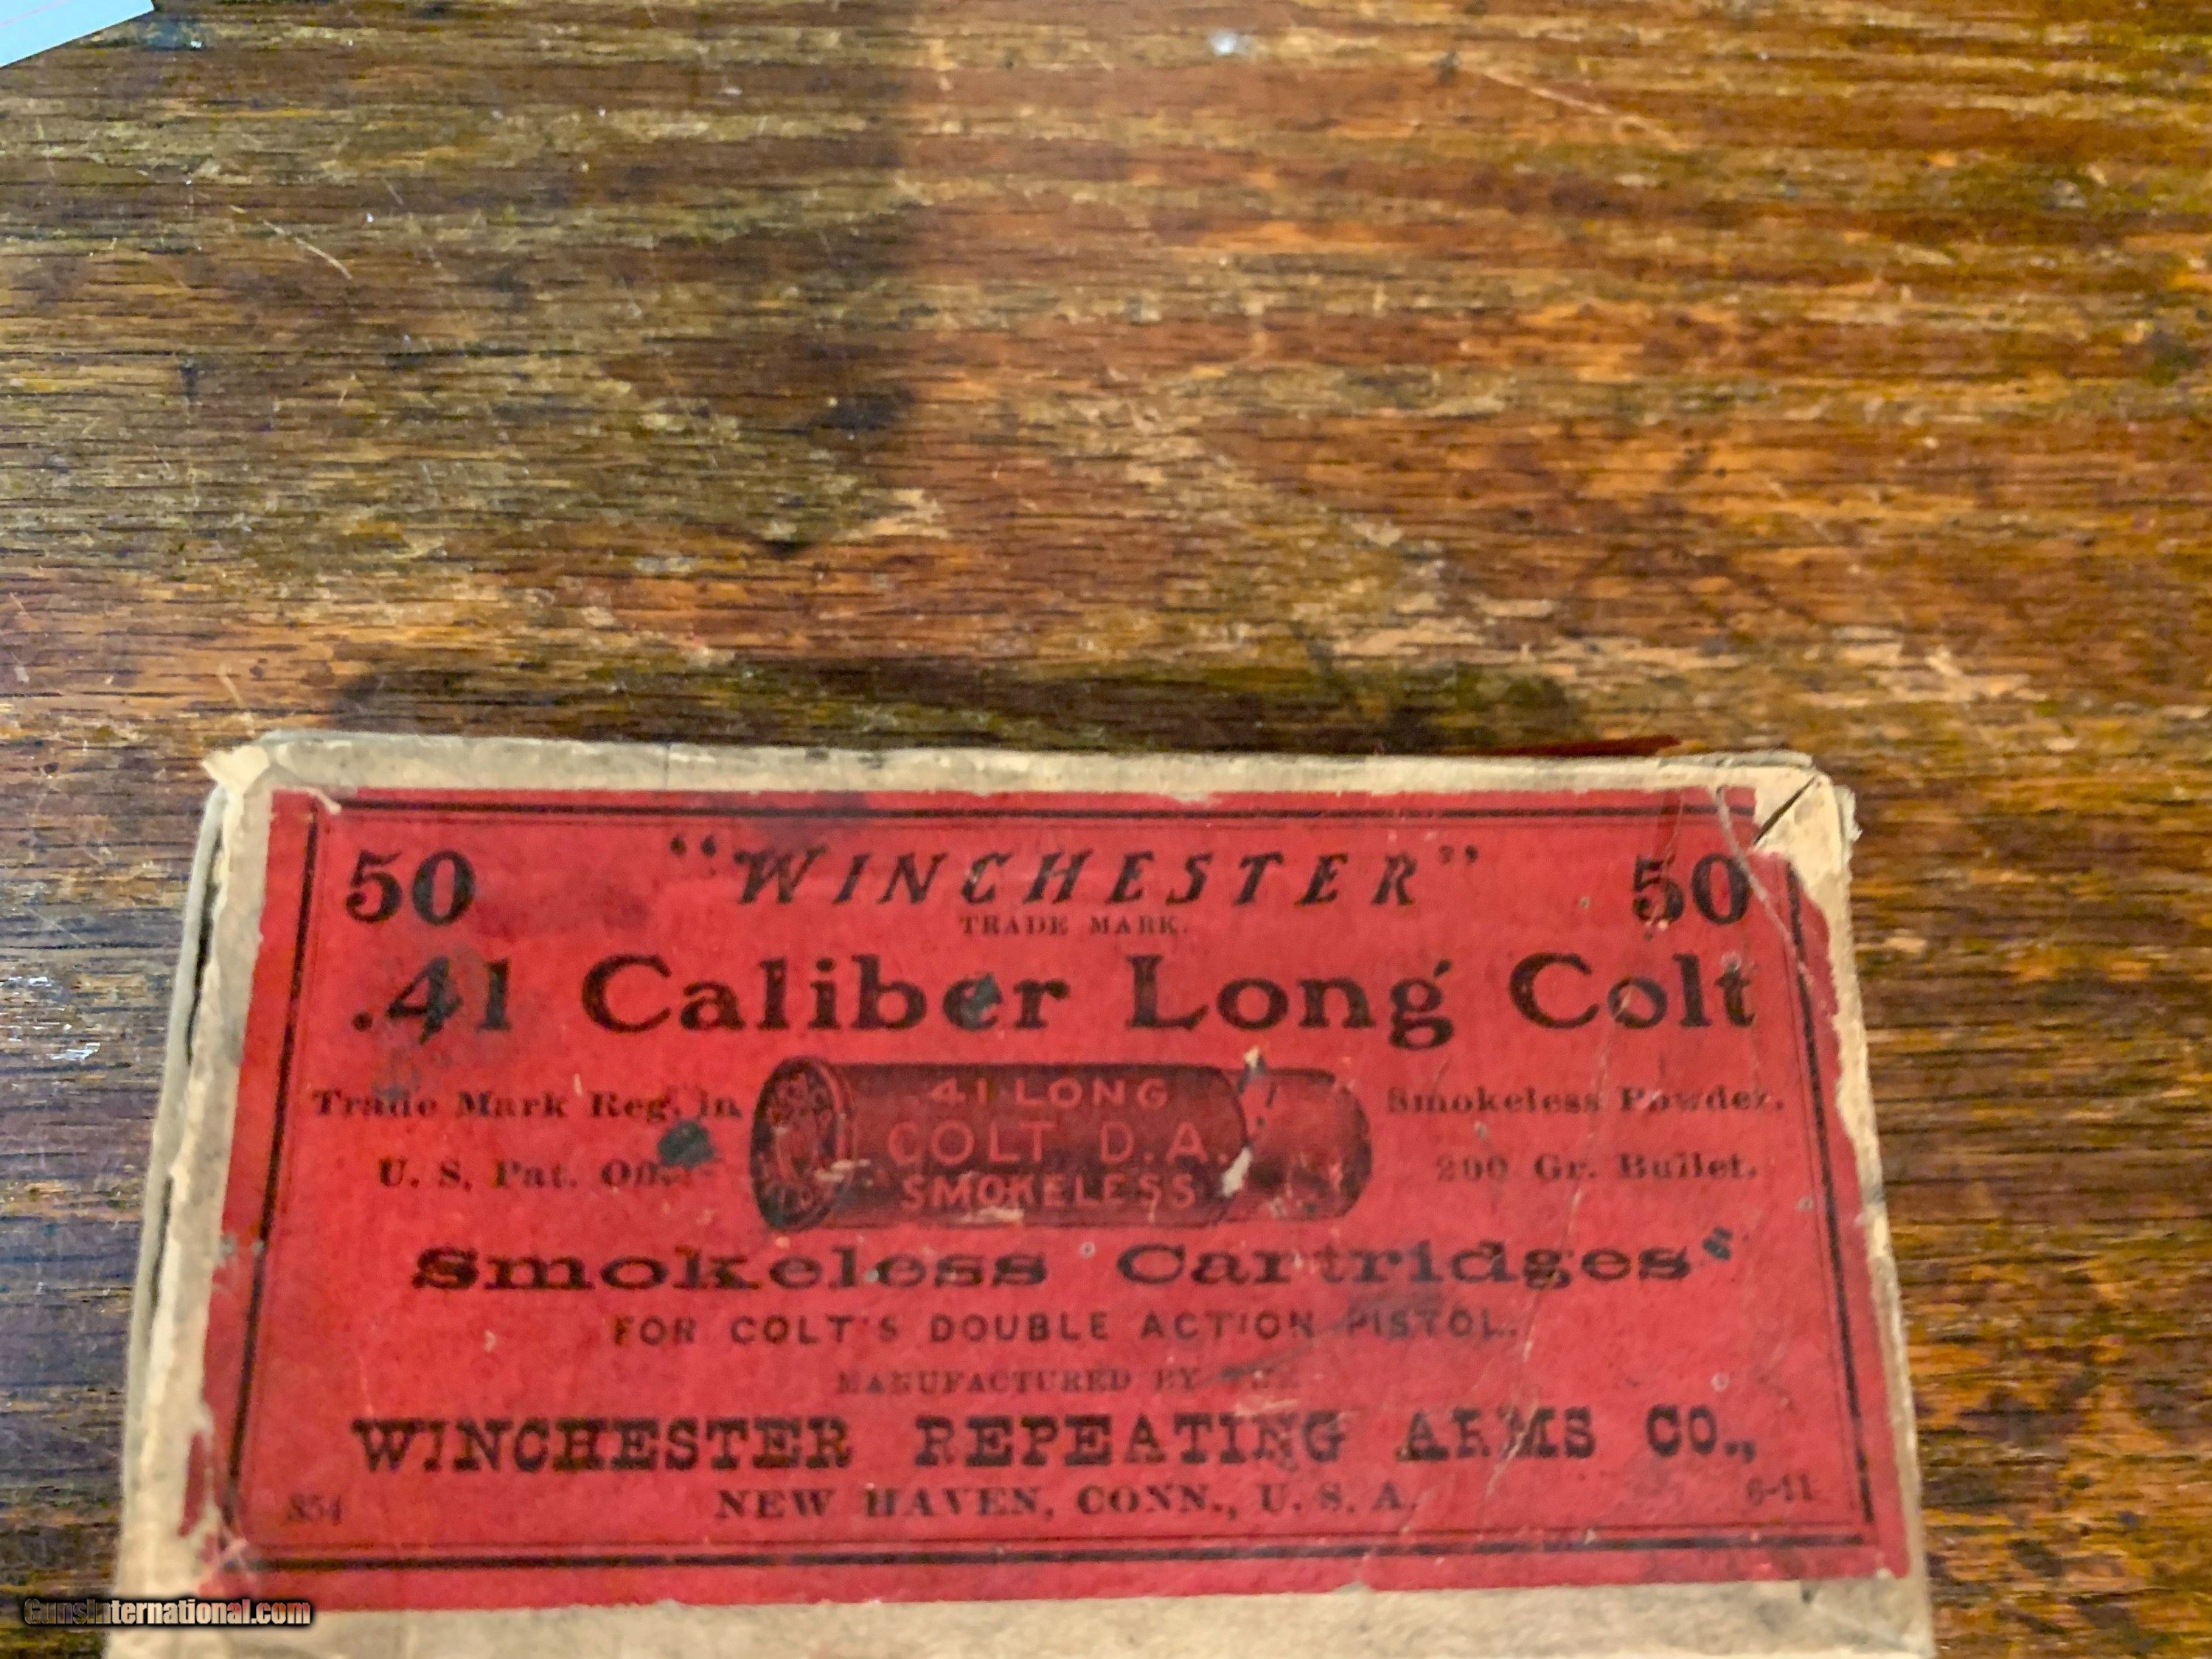 50 "WINCHESTER" 50
TRADE MARK.
.41 Caliber Long Colt
Trade Mark Reg. in
U. S. Pat. Off.
41 LONG
COLT D.A.
SMOKELESS
Smokeless Powder.
200 Gr. Bullet.
Smokeless Cartridges
FOR COLT'S DOUBLE ACTION PISTOL.
MANUFACTURED BY THE
WINCHESTER REPEATING ARMS CO.,
NEW HAVEN, CONN., U. S. A.
854 6-11
GunsInternational.com